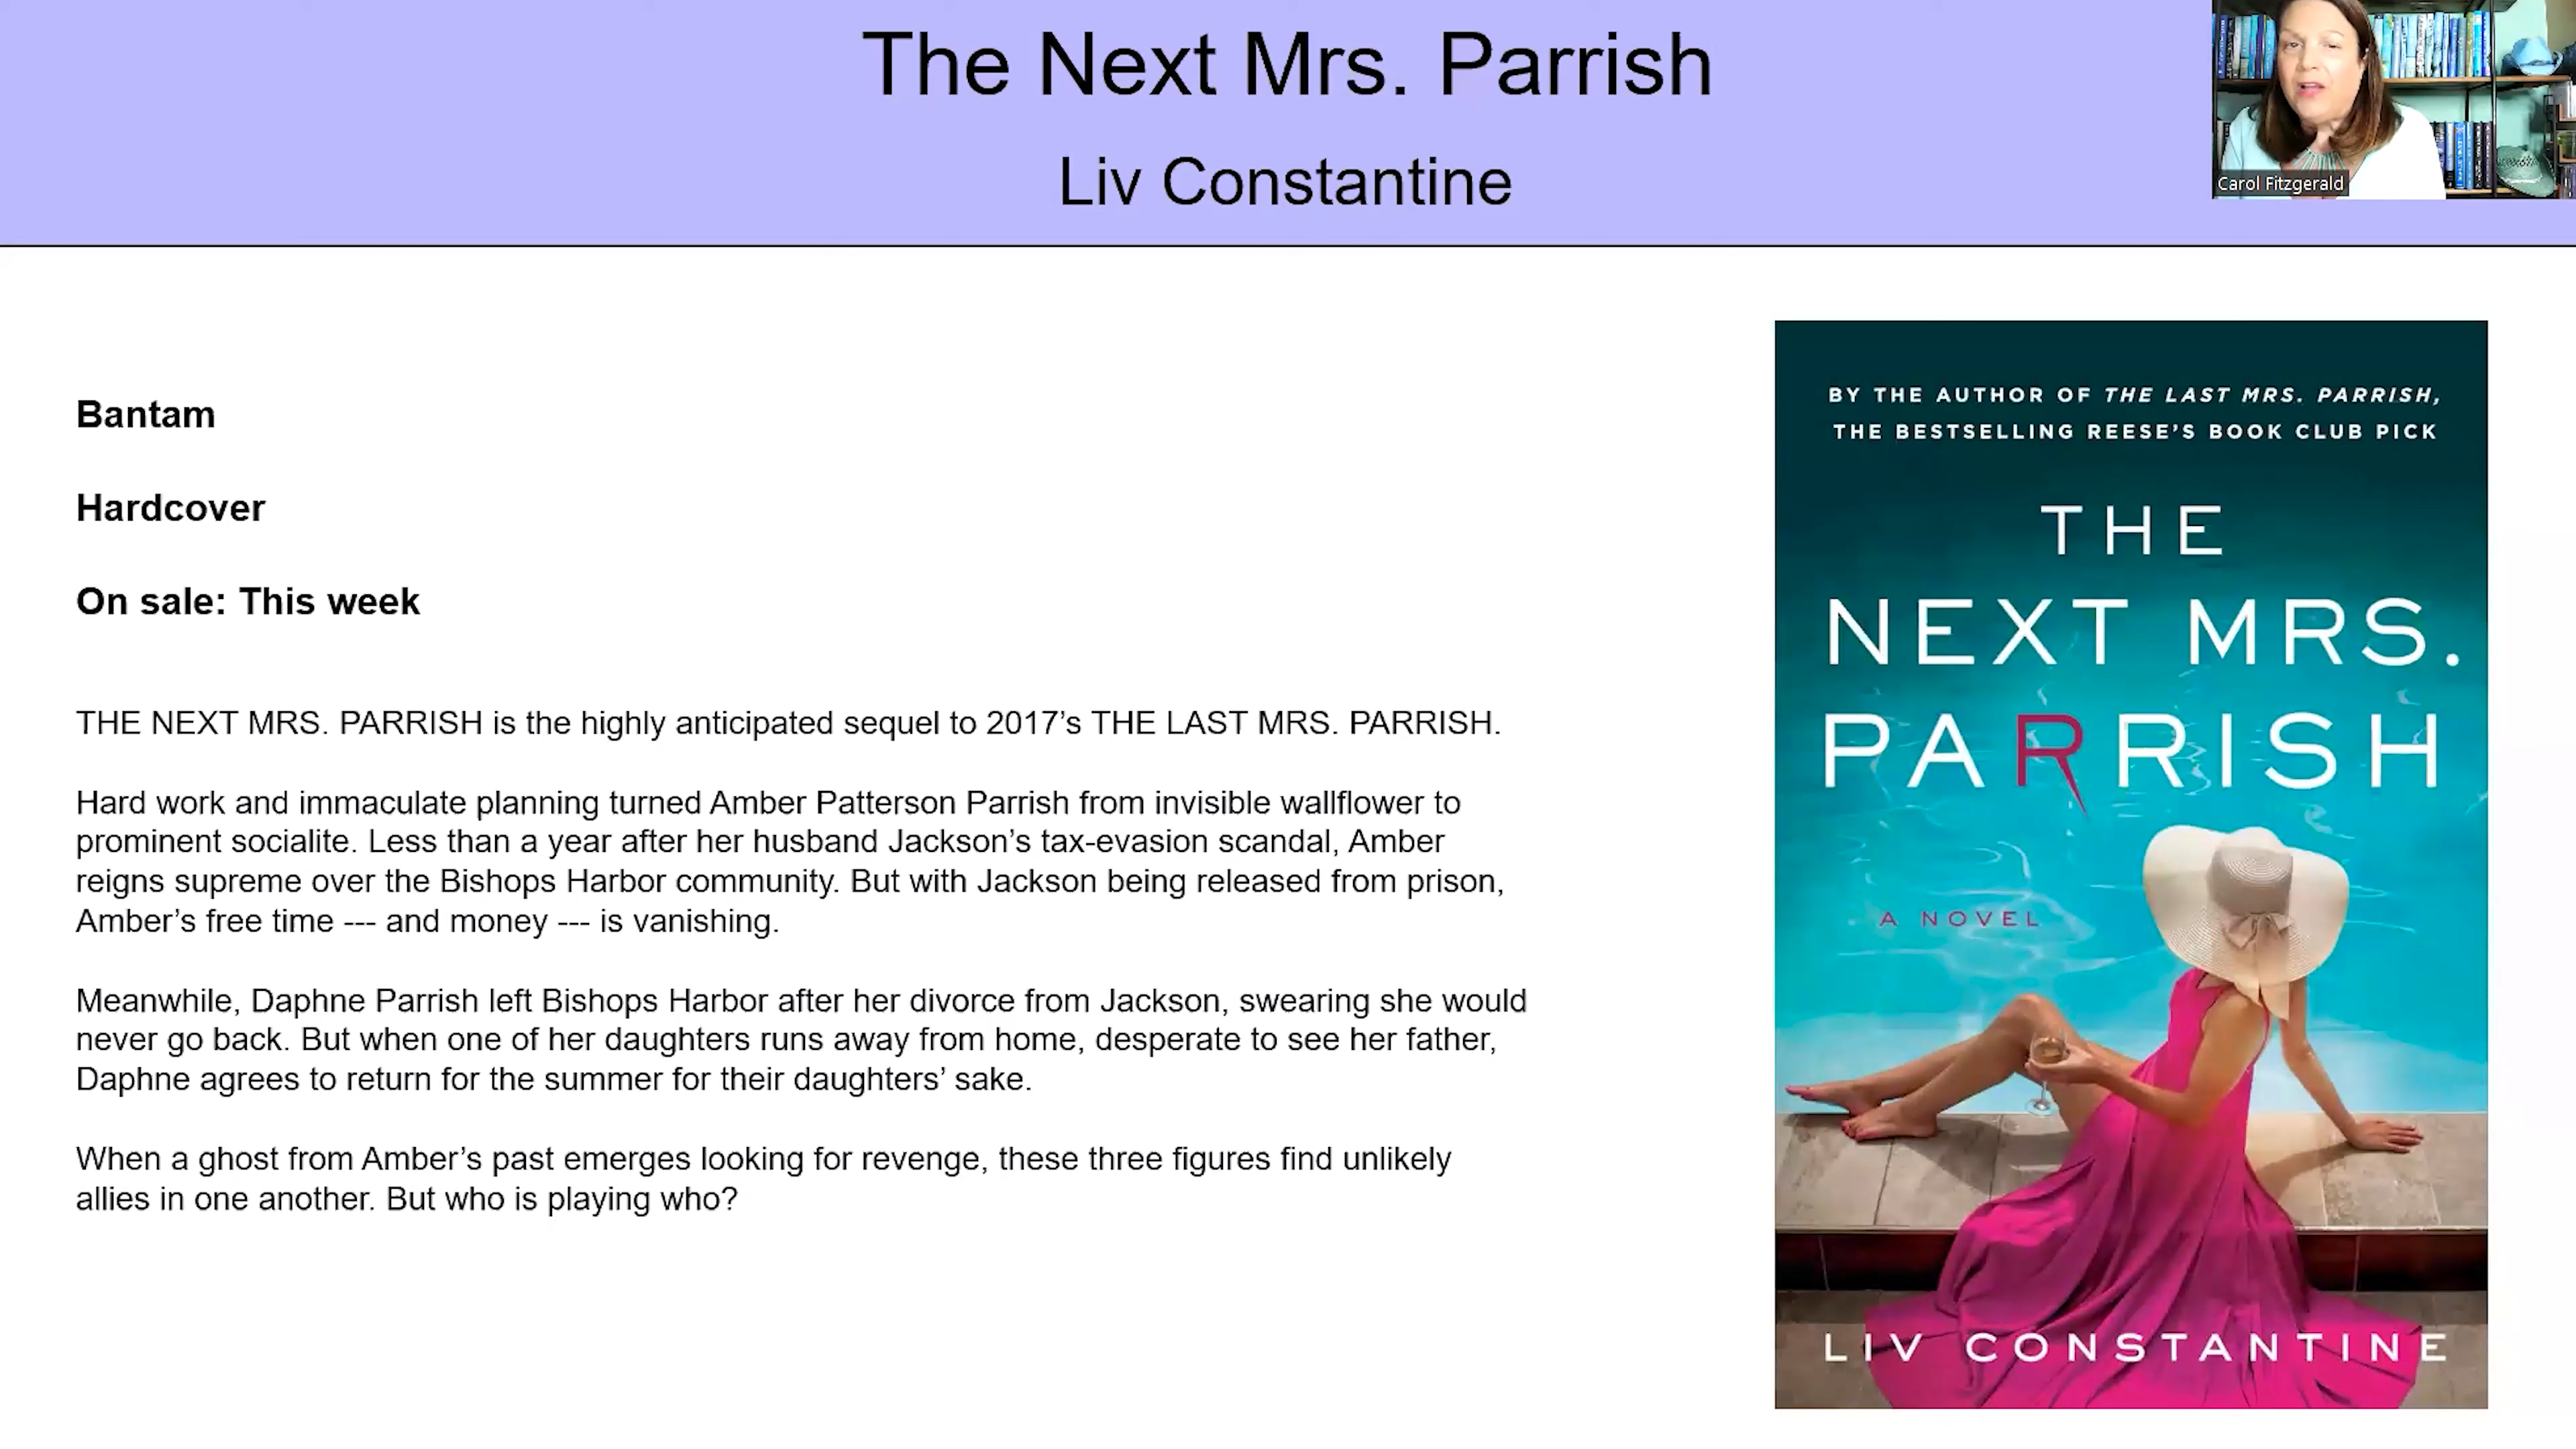 The Next Mrs. Parrish
Liv Constantine
Carol Fitzgerald
Bantam
Hardcover
On sale: This week
THE NEXT MRS. PARRISH is the highly anticipated sequel to 2017’s THE LAST MRS. PARRISH.
Hard work and immaculate planning turned Amber Patterson Parrish from invisible wallflower to
prominent socialite. Less than a year after her husband Jackson’s tax-evasion scandal, Amber
reigns supreme over the Bishops Harbor community. But with Jackson being released from prison,
Amber’s free time --- and money --- is vanishing.
Meanwhile, Daphne Parrish left Bishops Harbor after her divorce from Jackson, swearing she would
never go back. But when one of her daughters runs away from home, desperate to see her father,
Daphne agrees to return for the summer for their daughters’ sake.
When a ghost from Amber’s past emerges looking for revenge, these three figures find unlikely
allies in one another. But who is playing who?
BY THE AUTHOR OF THE LAST MRS. PARRISH,
THE BESTSELLING REESE’S BOOK CLUB PICK
THE
NEXT MRS.
PARRISH
A NOVEL
LIV CONSTANTINE